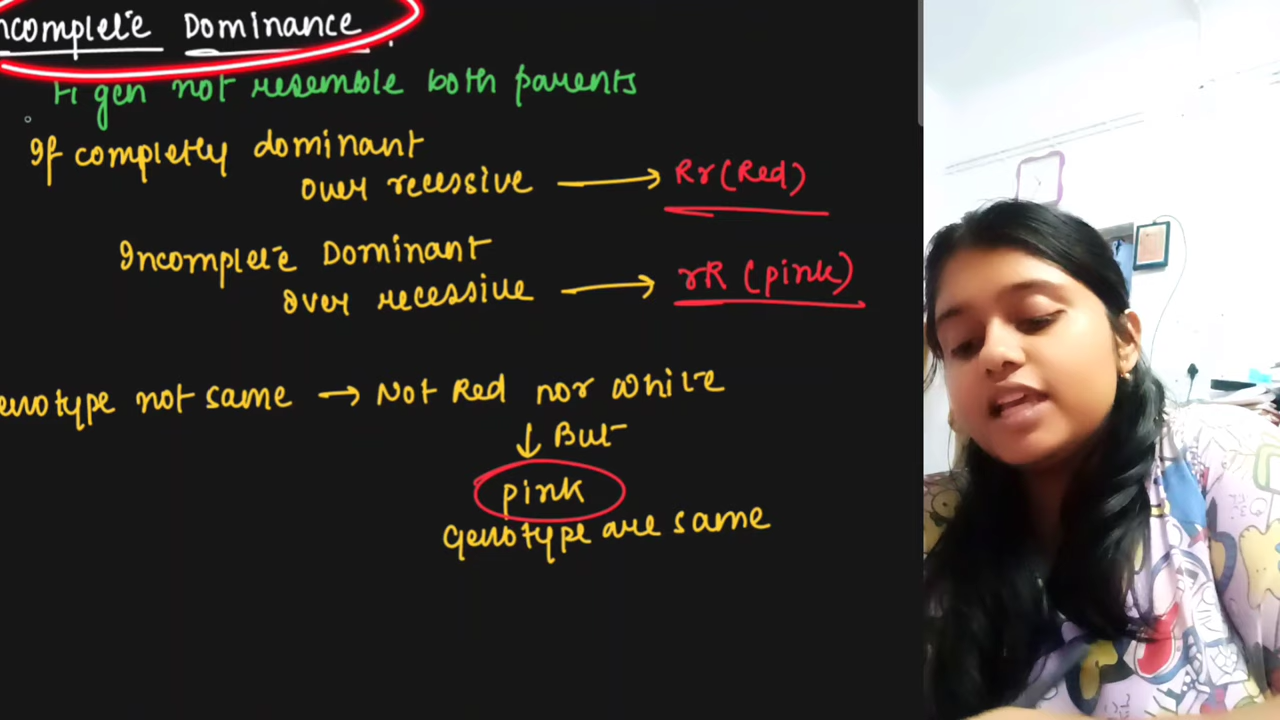 ncomplete Dominance.
F1 gen not resemble both parents
If completly dominant
over recessive → Rr (Red)
Incomplete Dominant
over recessive → rR (pink)
enotype not same → Not Red nor white
↓ But
pink
Genotype are same